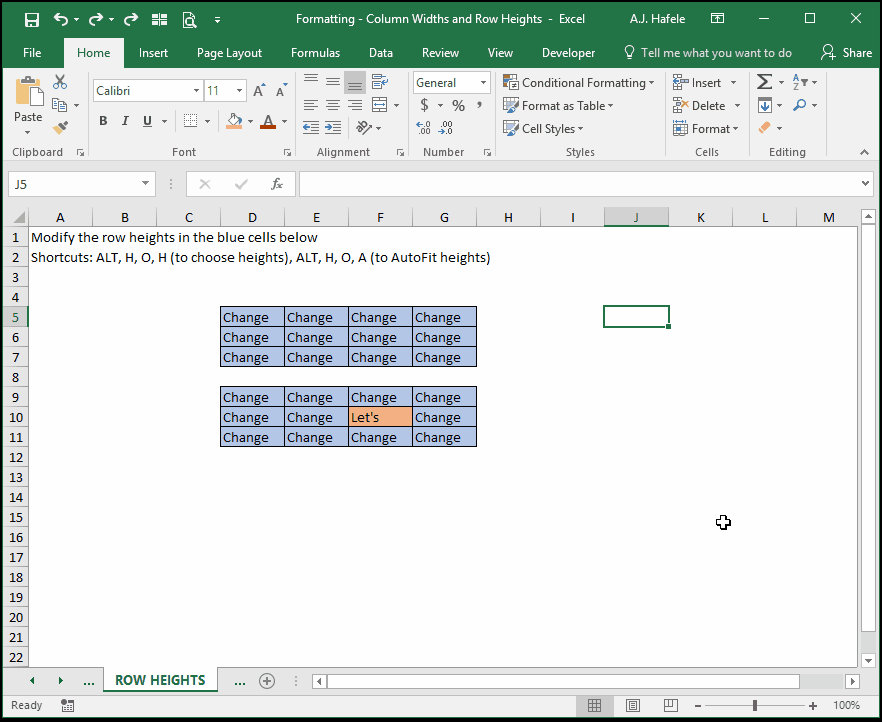 Formatting - Column Widths and Row Heights - Excel
A.J. Hafele
File Home Insert Page Layout Formulas Data Review View Developer Tell me what you want to do Share
Paste
Calibri 11
B I U A A A
General
$ % ,
.00 .0
Conditional Formatting
Format as Table
Cell Styles
Insert
Delete
Format
Clipboard Font Alignment Number Styles Cells Editing
J5 fx
A B C D E F G H I J K L M
1 Modify the row heights in the blue cells below
2 Shortcuts: ALT, H, O, H (to choose heights), ALT, H, O, A (to AutoFit heights)
3
4
5 Change Change Change Change
6 Change Change Change Change
7 Change Change Change Change
8
9 Change Change Change Change
10 Change Change Let's Change
11 Change Change Change Change
12
13
14
15
16
17
18
19
20
21
22
... ROW HEIGHTS ...
Ready 100%